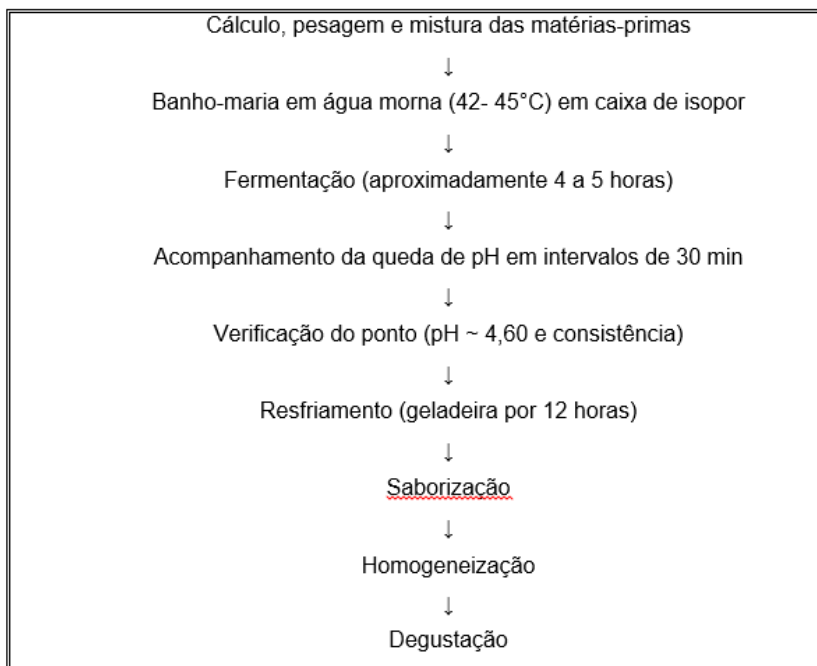 Cálculo, pesagem e mistura das matérias-primas
↓
Banho-maria em água morna (42- 45°C) em caixa de isopor
↓
Fermentação (aproximadamente 4 a 5 horas)
↓
Acompanhamento da queda de pH em intervalos de 30 min
↓
Verificação do ponto (pH ~ 4,60 e consistência)
↓
Resfriamento (geladeira por 12 horas)
↓
Saborização
↓
Homogeneização
↓
Degustação